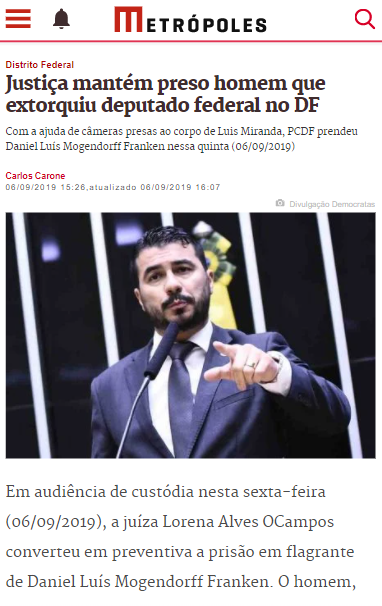 METRÓPOLES
Distrito Federal
Justiça mantém preso homem que
extorquiu deputado federal no DF
Com a ajuda de câmeras presas ao corpo de Luis Miranda, PCDF prendeu
Daniel Luís Mogendorff Franken nessa quinta (06/09/2019)
Carlos Carone
06/09/2019 15:26,atualizado 06/09/2019 16:07
Divulgação Democratas
Em audiência de custódia nesta sexta-feira
(06/09/2019), a juíza Lorena Alves OCampos
converteu em preventiva a prisão em flagrante
de Daniel Luís Mogendorff Franken. O homem,